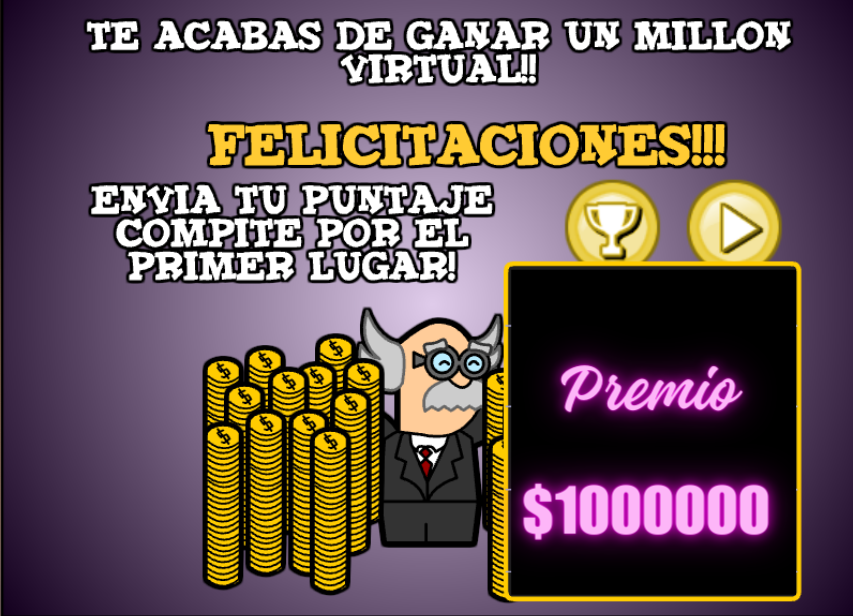 TE ACABAS DE GANAR UN MILLON
VIRTUAL!!
FELICITACIONES!!!
ENVIA TU PUNTAJE
COMPITE POR EL
PRIMER LUGAR!
Premio
$1000000